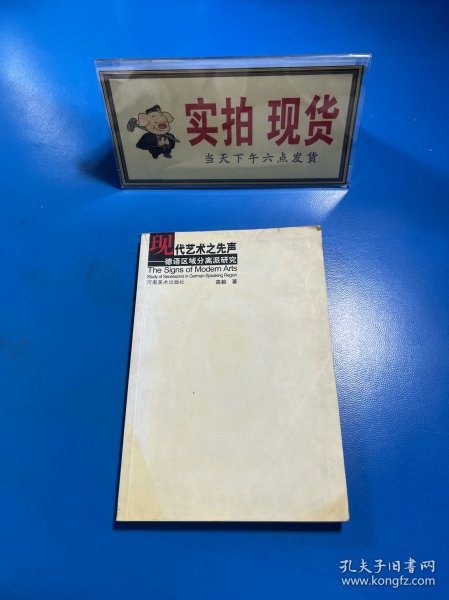 实拍 现货
当天下午六点发货
现代艺术之先声
——德语区域分离派研究
The Signs of Modern Arts
Study of Secessions in German-Speaking Region
河南美术出版社 高毅 著
孔夫子旧书网
www.kongfz.com